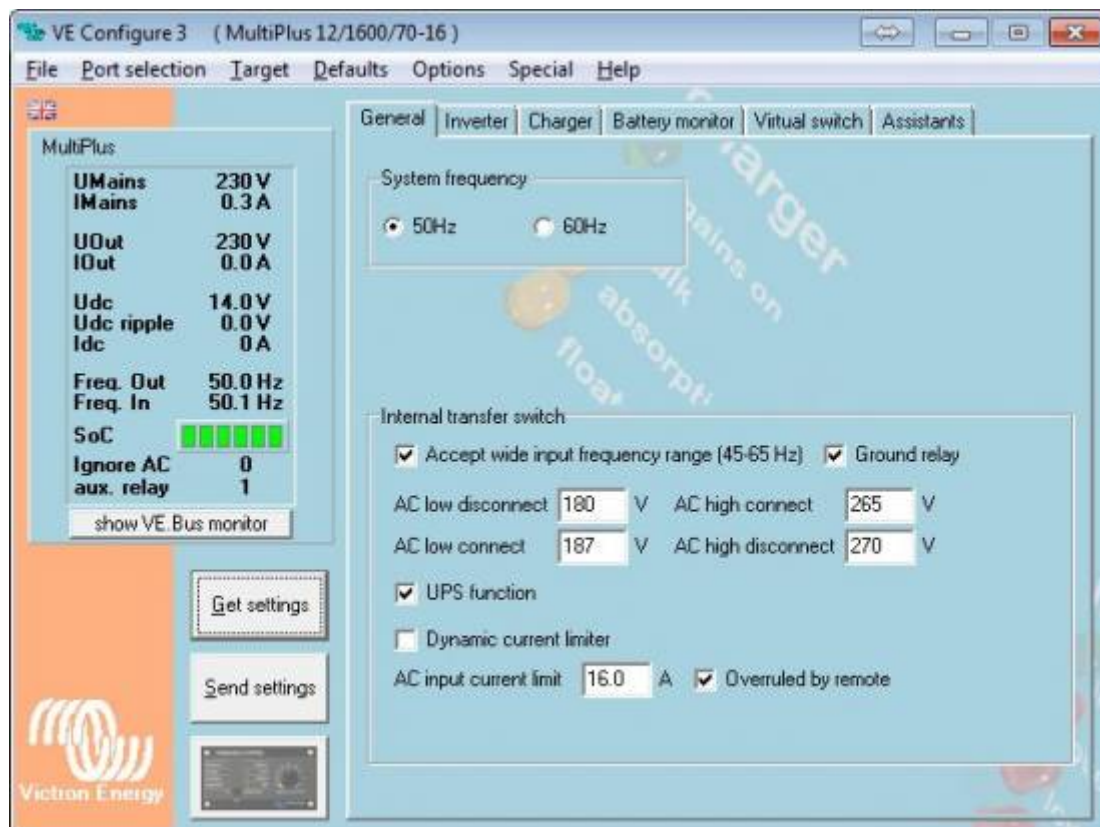 VE Configure 3 ( MultiPlus 12/1600/70-16 )
File Port selection Target Defaults Options Special Help
General Inverter Charger Battery monitor Virtual switch Assistants
MultiPlus
UMains 230 V
IMains 0.3 A
UOut 230 V
IOut 0.0 A
Udc 14.0 V
Udc ripple 0.0 V
Idc 0 A
Freq. Out 50.0 Hz
Freq. In 50.1 Hz
SoC
Ignore AC 0
aux. relay 1
show VE.Bus monitor
Get settings
Send settings
Victron Energy
System frequency
50Hz 60Hz
harger
mains on
absorpti
float
Internal transfer switch
Accept wide input frequency range (45-65 Hz) Ground relay
AC low disconnect 180 V AC high connect 265 V
AC low connect 187 V AC high disconnect 270 V
UPS function
Dynamic current limiter
AC input current limit 16.0 A Overruled by remote